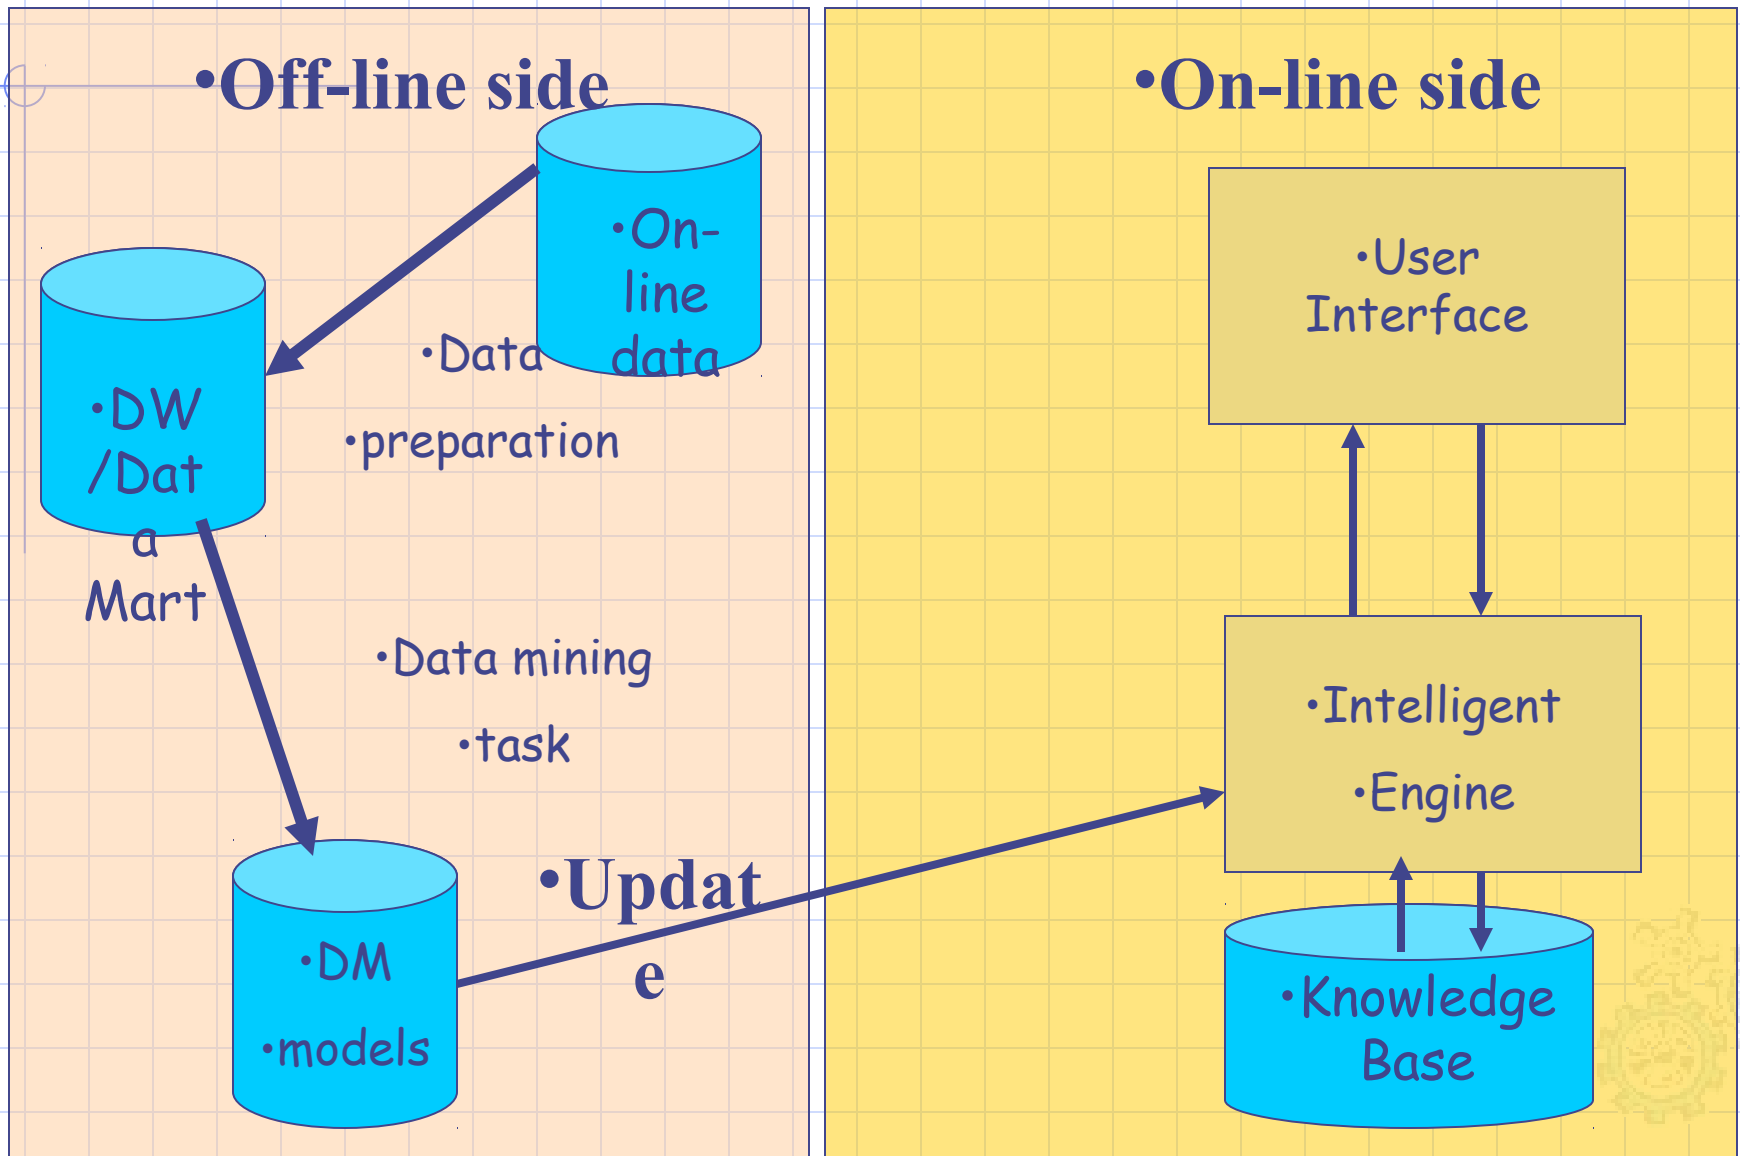 •Off-line side
•On-
line
data
•DW
/Dat
a
Mart
•Data
•preparation
•Data mining
•task
•DM
•models
•Updat
e
•On-line side
•User
Interface
•Intelligent
•Engine
•Knowledge
Base